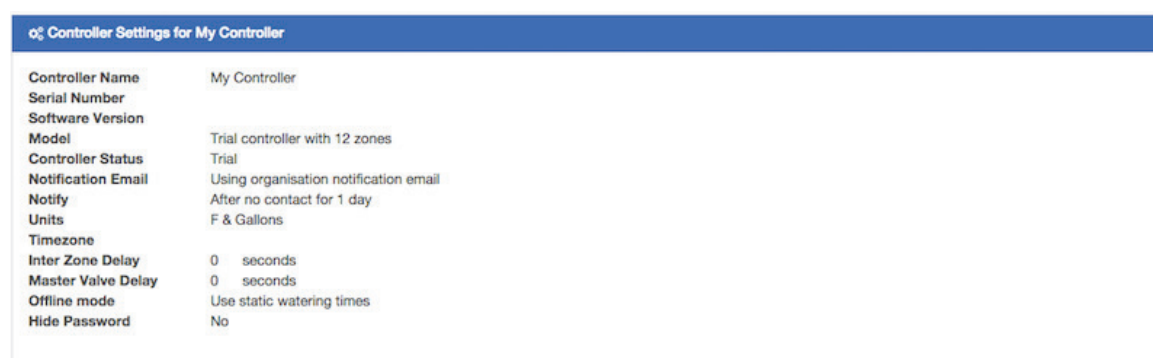 Controller Settings for My Controller
Controller Name My Controller
Serial Number
Software Version
Model Trial controller with 12 zones
Controller Status Trial
Notification Email Using organisation notification email
Notify After no contact for 1 day
Units F & Gallons
Timezone
Inter Zone Delay 0 seconds
Master Valve Delay 0 seconds
Offline mode Use static watering times
Hide Password No